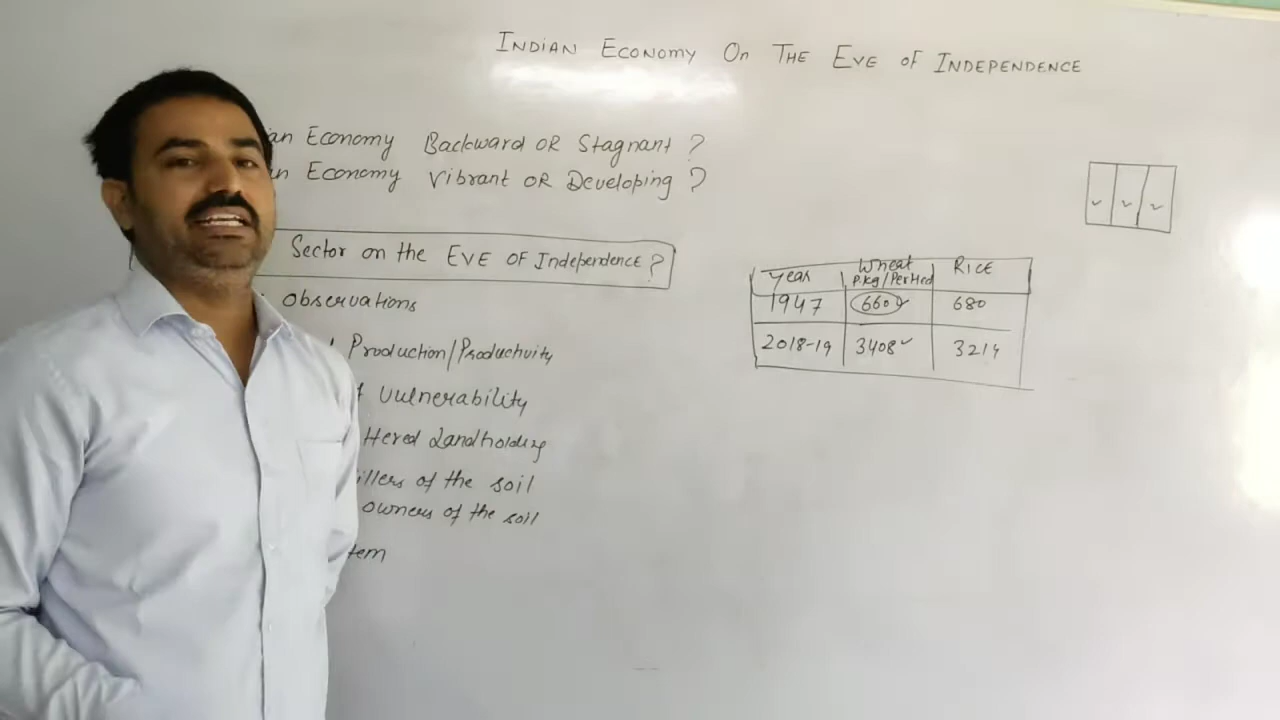 INDIAN ECONOMY On THE EVE OF INDEPENDENCE
an Economy Backward OR Stagnant ?
n Economy Vibrant OR Developing ?
Sector on the EVE OF Independence ?
Observations
Production/Productivity
f Vulnerability
ttered Landholding
illers of the soil
owners of the soil
tem
Year Wheat RICE
Pkg/PerHed
1947 660 680
2018-19 3408 3214